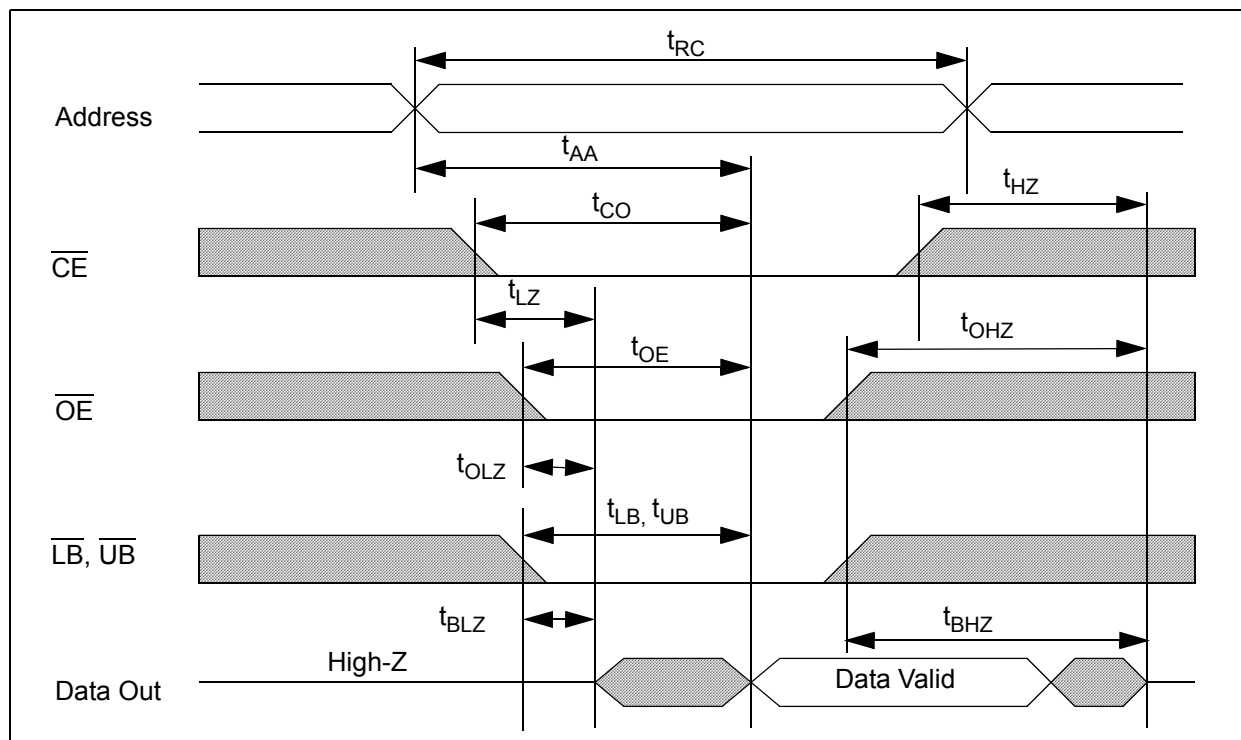 tRC
Address
tAA
tHZ
tCO
CE
tLZ
tOHZ
tOE
OE
tOLZ
tLB, tUB
LB, UB
tBLZ
tBHZ
High-Z
Data Out
Data Valid